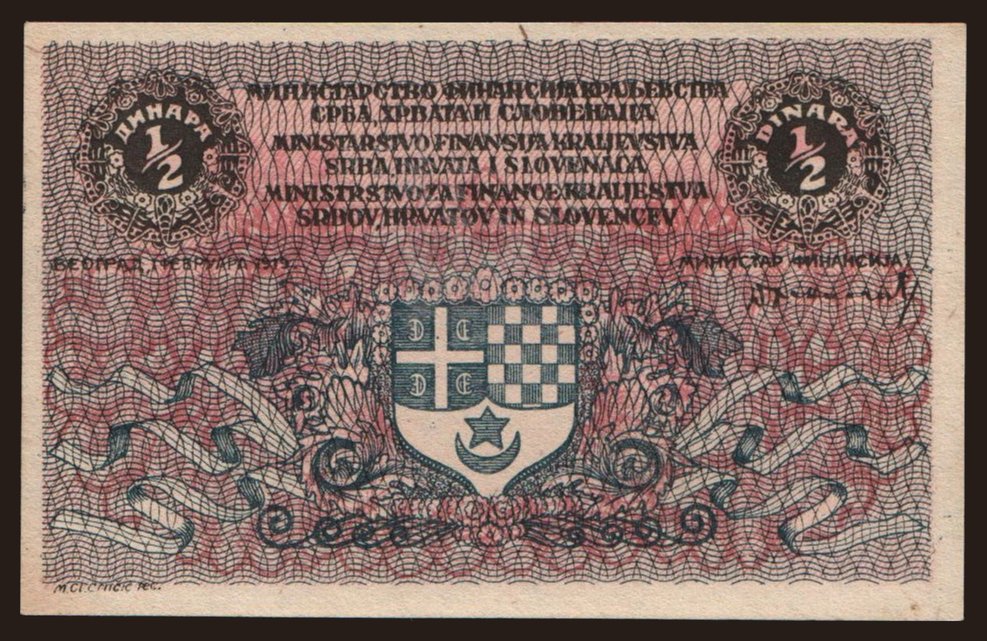 МИНИСТАРСТВО ФИНАНСИЈА КРАЉЕВСТВА
СРБА, ХРВАТА И СЛОВЕНАЦА
MINISTARSTVO FINANSIJA KRALJEVSTVA
SRBA, HRVATA I SLOVENACA
MINISTRSTVO ZA FINANCE KRALJESTVA
SRBOV, HRVATOV IN SLOVENCEV
ДИНАРА
1/2
DINARA
1/2
БЕОГРАД, 1 ФЕБРУАРА 1919
МИНИСТАР ФИНАНСИЈА